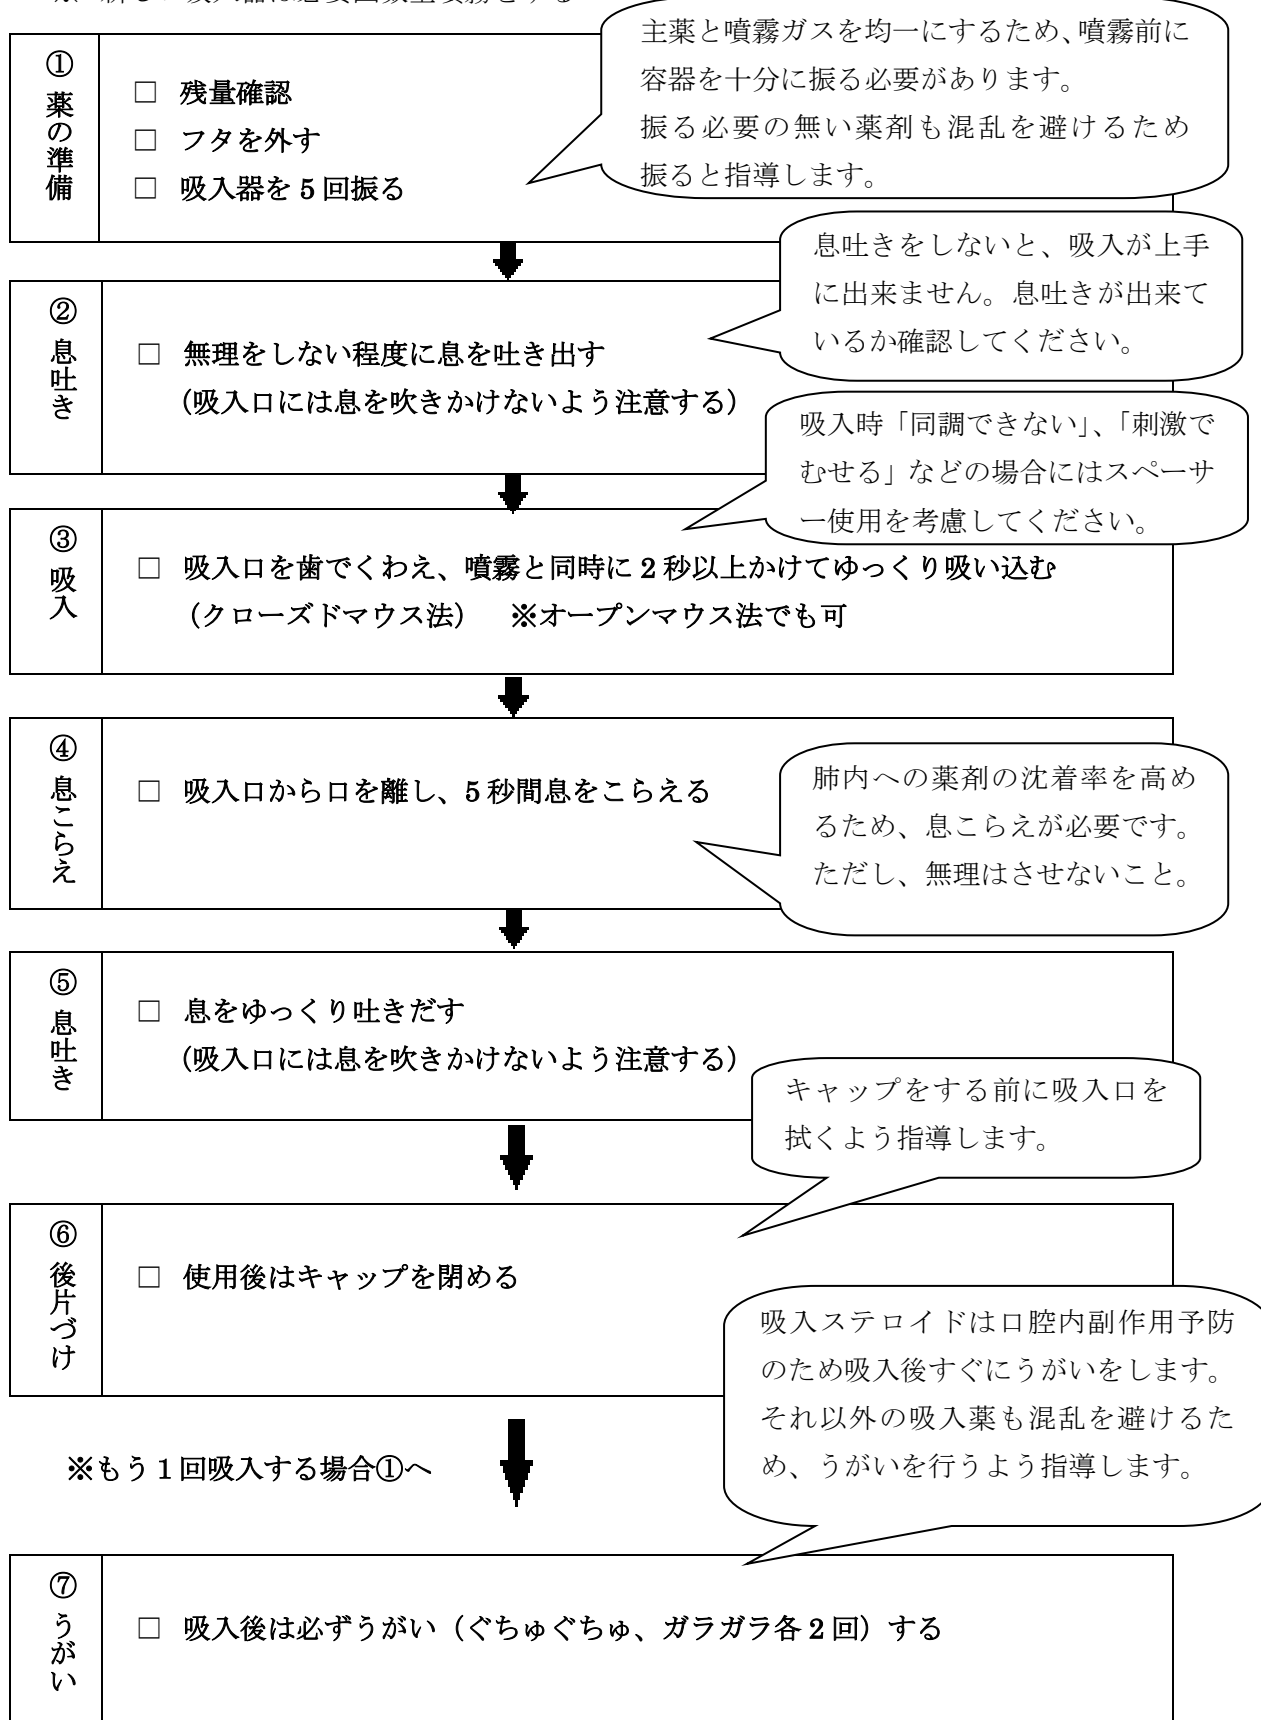 主薬と噴霧ガスを均一にするため、噴霧前に
容器を十分に振る必要があります。
振る必要の無い薬剤も混乱を避けるため
振ると指導します。
① 薬の準備
□ 残量確認
□ フタを外す
□ 吸入器を 5 回振る
息吐きをしないと、吸入が上手
に出来ません。息吐きが出来て
いるか確認してください。
② 息吐き
□ 無理をしない程度に息を吐き出す
(吸入口には息を吹きかけないよう注意する)
吸入時「同調できない」、「刺激で
むせる」などの場合にはスペーサ
ー使用を考慮してください。
③ 吸入
□ 吸入口を歯でくわえ、噴霧と同時に 2 秒以上かけてゆっくり吸い込む
(クローズドマウス法) ※オープンマウス法でも可
④ 息こらえ
□ 吸入口から口を離し、5 秒間息をこらえる
肺内への薬剤の沈着率を高め
るため、息こらえが必要です。
ただし、無理はさせないこと。
⑤ 息吐き
□ 息をゆっくり吐きだす
(吸入口には息を吹きかけないよう注意する)
キャップをする前に吸入口を
拭くよう指導します。
⑥ 後片づけ
□ 使用後はキャップを閉める
吸入ステロイドは口腔内副作用予防
のため吸入後すぐにうがいをします。
それ以外の吸入薬も混乱を避けるた
め、うがいを行うよう指導します。
※もう 1 回吸入する場合①へ
⑦ うがい
□ 吸入後は必ずうがい（ぐちゅぐちゅ、ガラガラ各 2 回）する